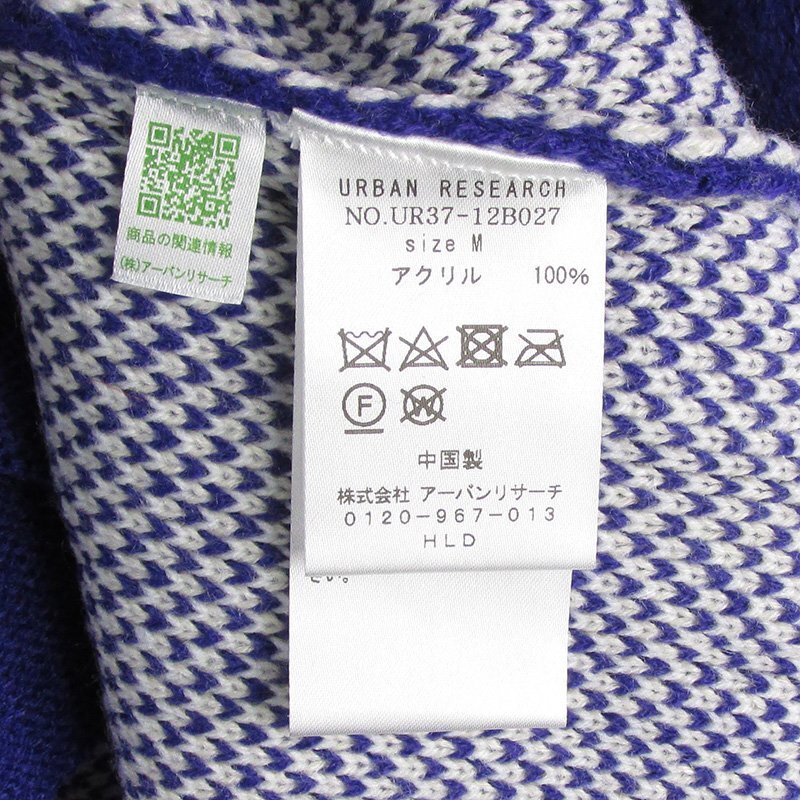 商品の関連情報
(株)アーバンリサーチ
URBAN RESEARCH
NO.UR37-12B027
size M
アクリル 100%
F
W
中国製
株式会社 アーバンリサーチ
0120-967-013
HLD
さい。